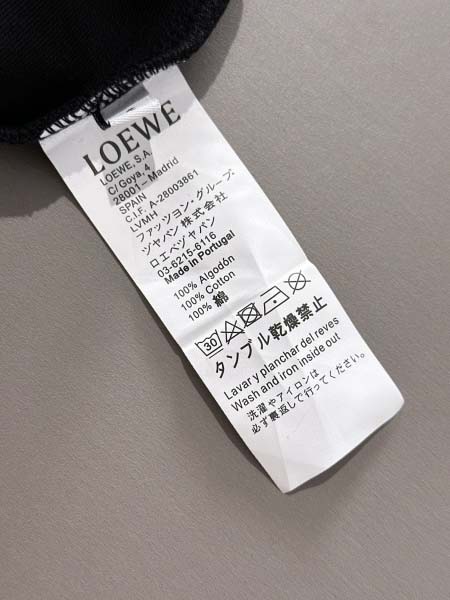 LOEWE
LOEWE, S.A.
C/Goya, 4
28001 - Madrid
SPAIN
C.I.F. A-28003861
LVMH
ファッション・グループ・
ヅャパン株式会社
ロエベヅャパン
03-6215-6116
Made in Portugal
100% Algodón
100% Cotton
100% 綿
30
タンブル乾燥禁止
Lavar y planchar del reves
Wash and iron inside out
洗濯やアイロンは
必ず裏返しで行ってください。